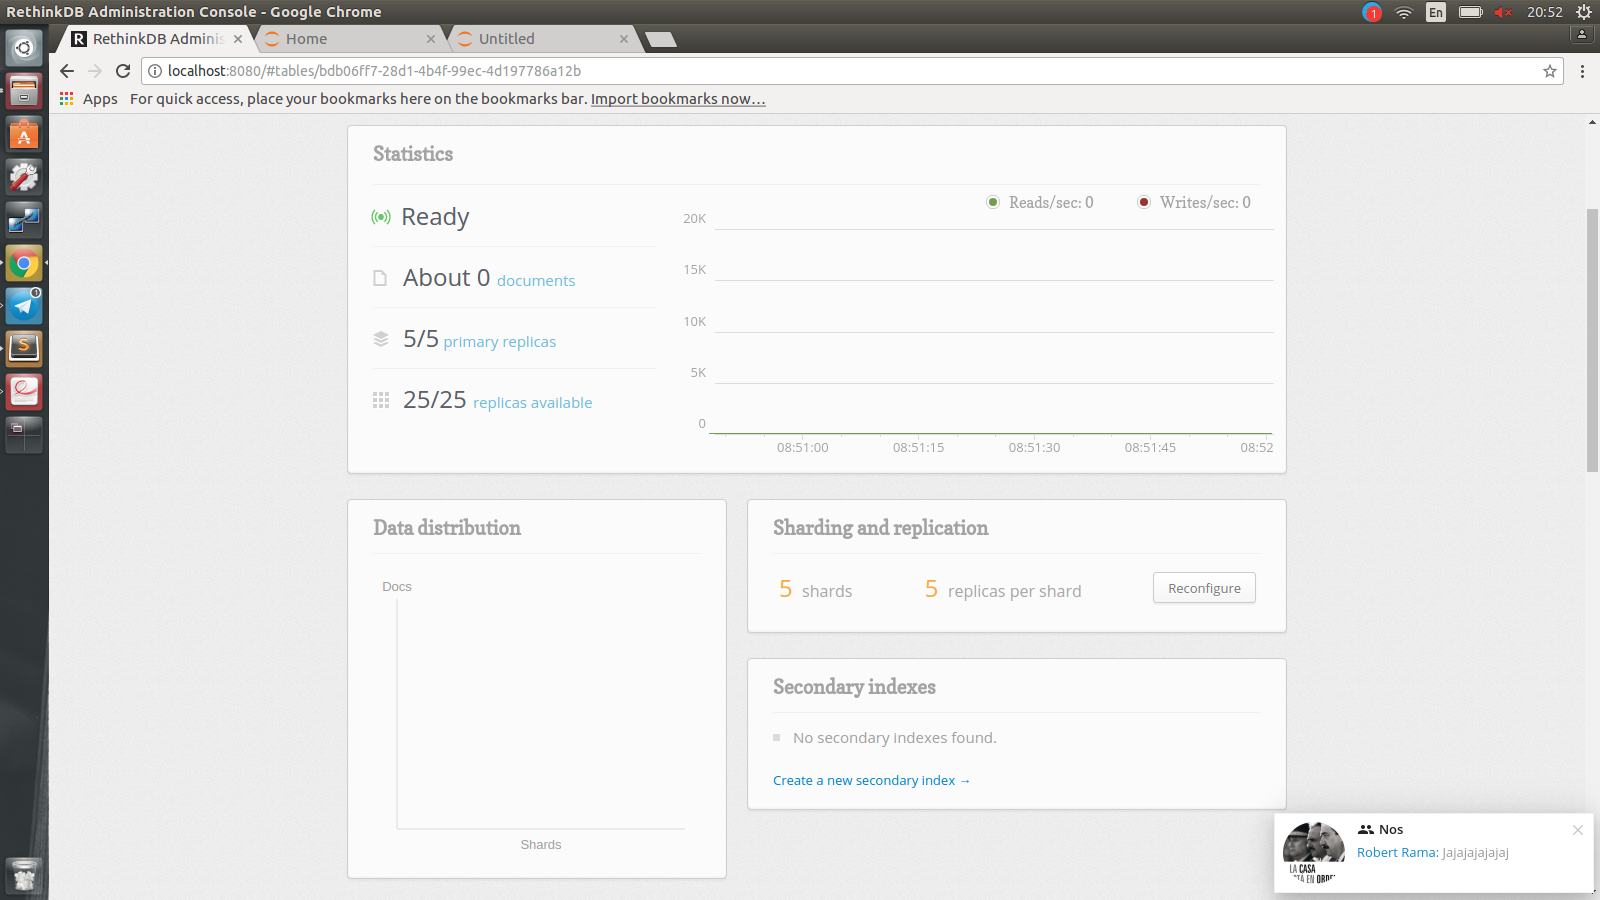 RethinkDB Administration Console - Google Chrome
1
En
20:52
RethinkDB Adminis
Home
Untitled
localhost:8080/#tables/bdb06ff7-28d1-4b4f-99ec-4d197786a12b
Apps
For quick access, place your bookmarks here on the bookmarks bar. Import bookmarks now…
Statistics
Ready
About 0 documents
5/5 primary replicas
25/25 replicas available
Reads/sec: 0
Writes/sec: 0
20K
15K
10K
5K
0
08:51:00
08:51:15
08:51:30
08:51:45
08:52
Data distribution
Docs
Shards
Sharding and replication
5 shards
5 replicas per shard
Reconfigure
Secondary indexes
No secondary indexes found.
Create a new secondary index →
Nos
Robert Rama: Jajajajajajaj
LA CASA